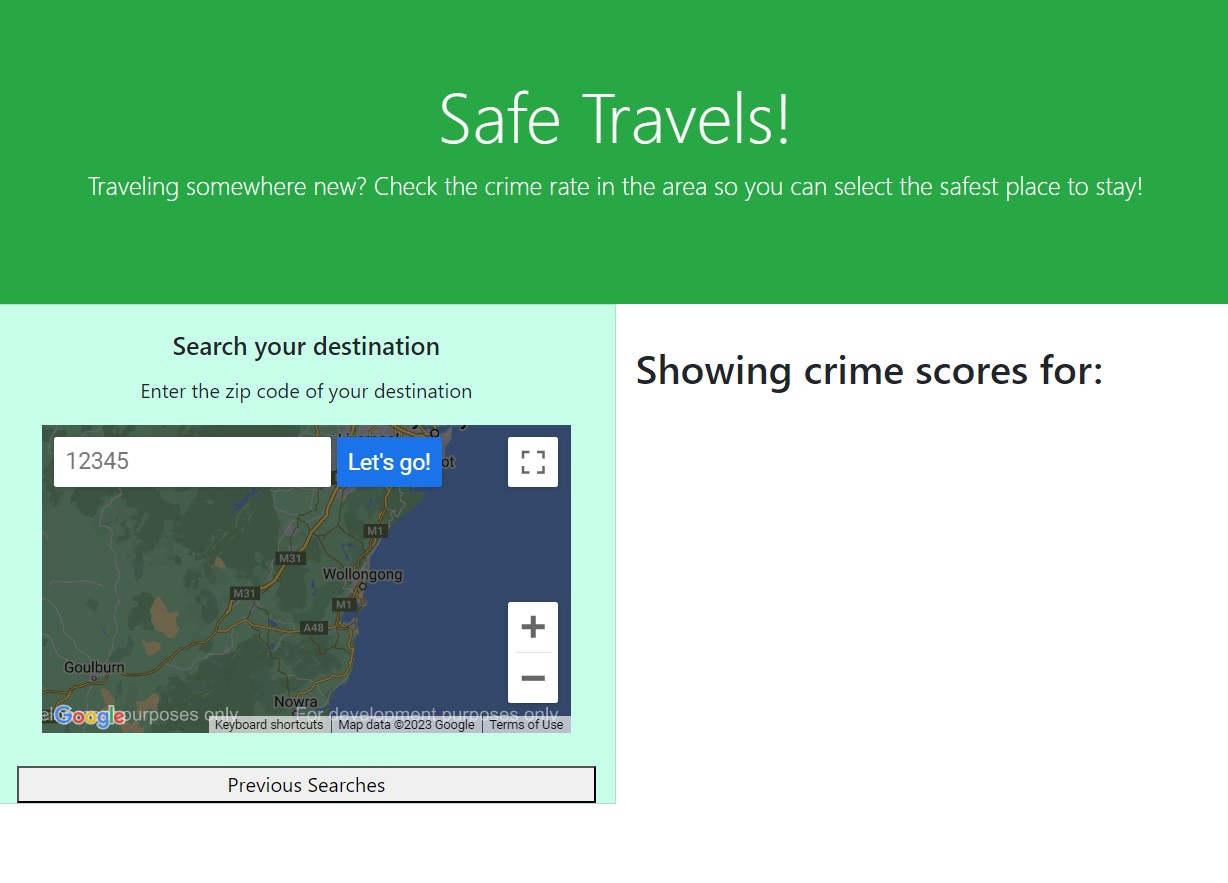 Safe Travels!
Traveling somewhere new? Check the crime rate in the area so you can select the safest place to stay!
Search your destination
Enter the zip code of your destination
Showing crime scores for:
12345
Let's go!
M1
M31
Wollongong
M31
M1
A48
Goulburn
Nowra
Google
purposes only
For development purposes only
Keyboard shortcuts
Map data ©2023 Google
Terms of Use
Previous Searches